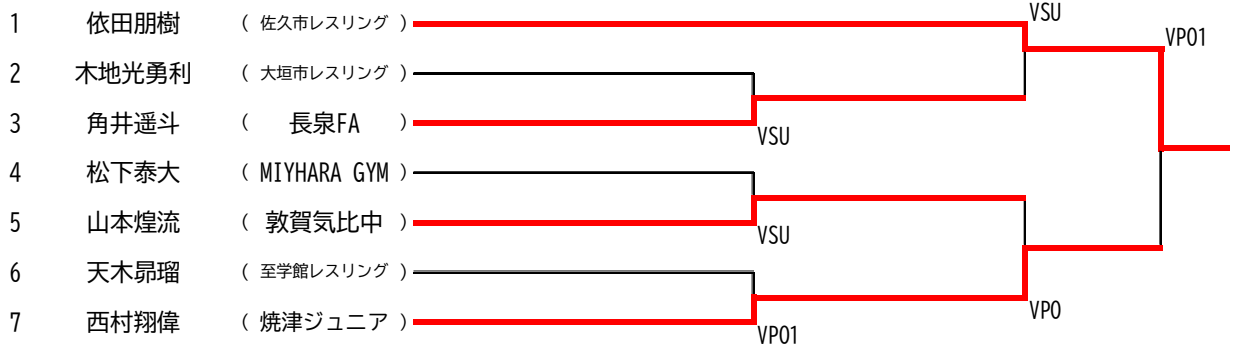 1 依田朋樹 ( 佐久市レスリング ) VSU
VPO1
2 木地光勇利 ( 大垣市レスリング )
3 角井遥斗 ( 長泉FA ) VSU
4 松下泰大 ( MIYHARA GYM )
5 山本煌流 ( 敦賀気比中 ) VSU
6 天木昴瑠 ( 至学館レスリング )
7 西村翔偉 ( 焼津ジュニア ) VPO1
VPO